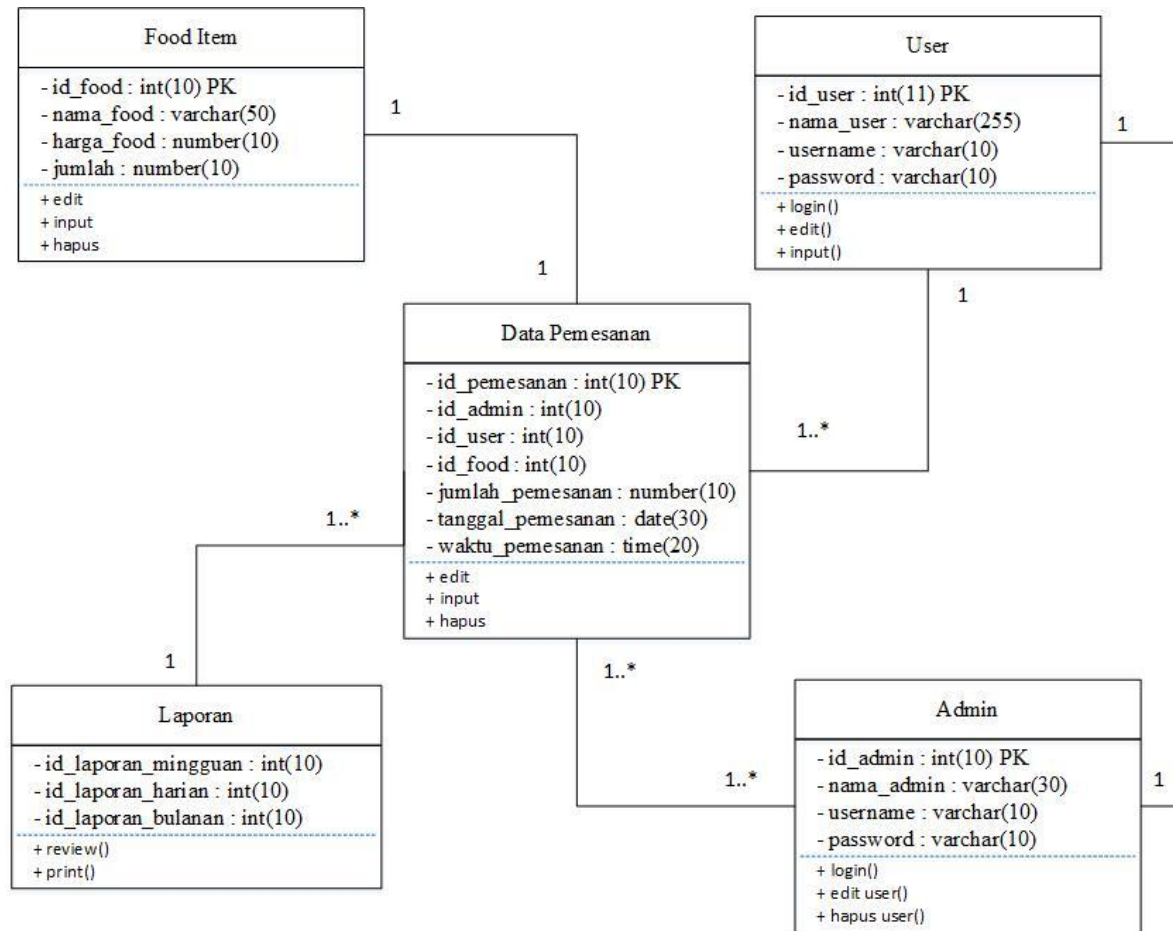 Food Item
- id_food : int(10) PK
- nama_food : varchar(50)
- harga_food : number(10)
- jumlah : number(10)
+ edit
+ input
+ hapus
1
1
User
- id_user : int(11) PK
- nama_user : varchar(255)
- username : varchar(10)
- password : varchar(10)
+ login()
+ edit()
+ input()
1
1
Data Pemesanan
- id_pemesanan : int(10) PK
- id_admin : int(10)
- id_user : int(10)
- id_food : int(10)
- jumlah_pemesanan : number(10)
- tanggal_pemesanan : date(30)
- waktu_pemesanan : time(20)
+ edit
+ input
+ hapus
1..*
1..*
1
1..*
1..*
Laporan
- id_laporan_mingguan : int(10)
- id_laporan_harian : int(10)
- id_laporan_bulanan : int(10)
+ review()
+ print()
Admin
- id_admin : int(10) PK
- nama_admin : varchar(30)
- username : varchar(10)
- password : varchar(10)
+ login()
+ edit user()
+ hapus user()
1